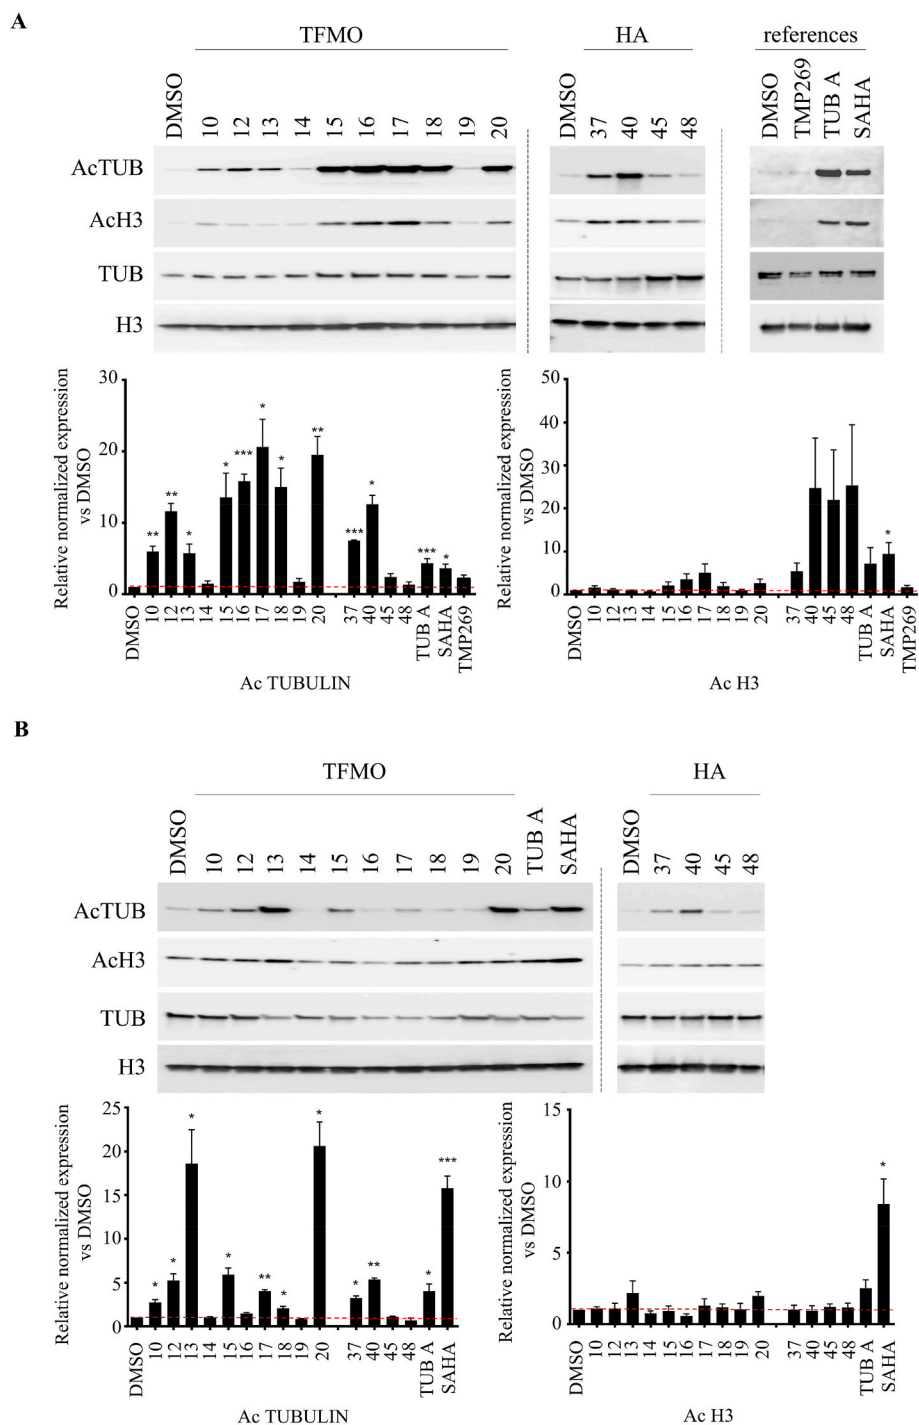 A
TFMO HA references
DMSO 10 12 13 14 15 16 17 18 19 20 DMSO 37 40 45 48 DMSO TMP269 TUB A SAHA
AcTUB
AcH3
TUB
H3
Relative normalized expression
vs DMSO
30
20
10
0
** ** * * *** * * ** *** * *** *
DMSO 10 12 13 14 15 16 17 18 19 20 37 40 45 48 TUB A SAHA TMP269
Ac TUBULIN
Relative normalized expression
vs DMSO
50
40
30
20
10
0
*
DMSO 10 12 13 14 15 16 17 18 19 20 37 40 45 48 TUB A SAHA TMP269
Ac H3
B
TFMO HA
DMSO 10 12 13 14 15 16 17 18 19 20 TUB A SAHA DMSO 37 40 45 48
AcTUB
AcH3
TUB
H3
Relative normalized expression
vs DMSO
25
20
15
10
5
0
* * * * ** * * * ** * ***
DMSO 10 12 13 14 15 16 17 18 19 20 37 40 45 48 TUB A SAHA
Ac TUBULIN
Relative normalized expression
vs DMSO
15
10
5
0
*
DMSO 10 12 13 14 15 16 17 18 19 20 37 40 45 48 TUB A SAHA
Ac H3